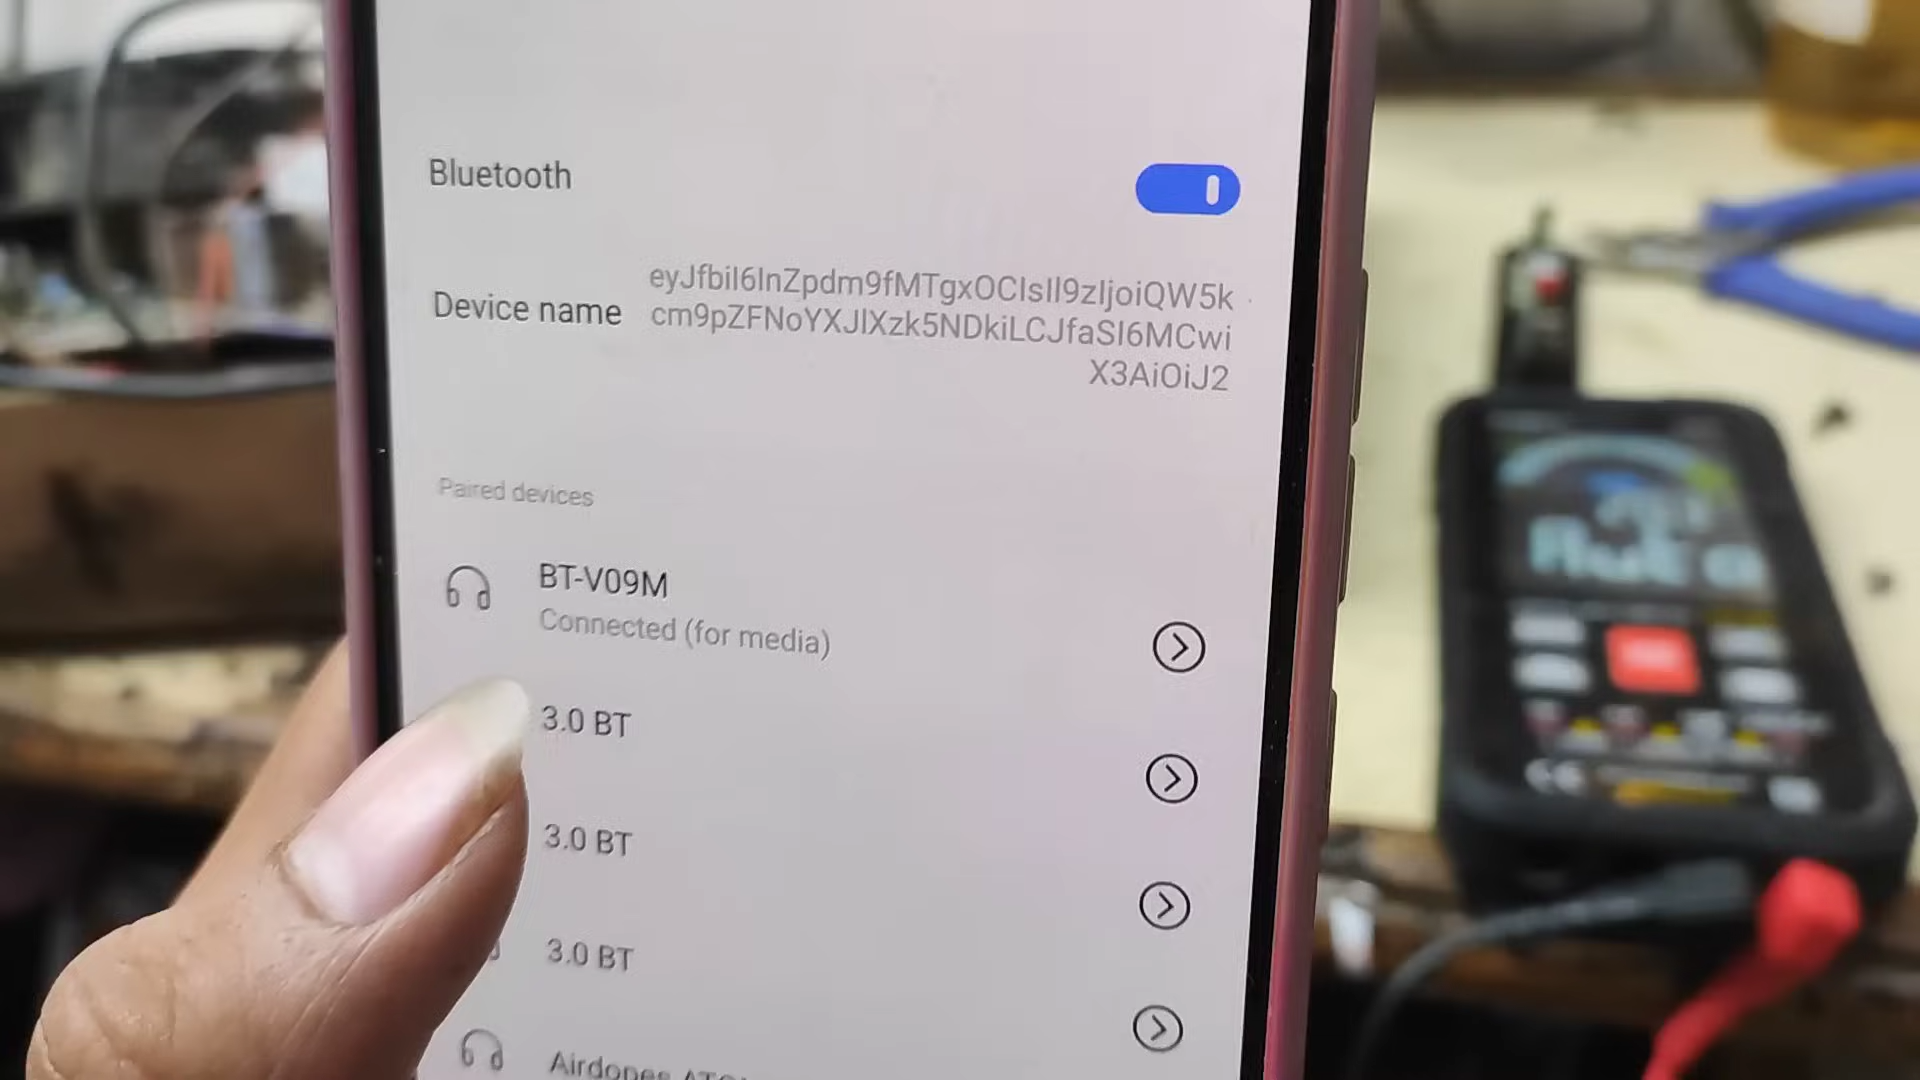 Bluetooth
Device name
eyJfbiI6InZpdm9fMTgxOCIsIl9zIjoiQW5k
cm9pZFNoYXJlXzk5NDkiLCJfaSI6MCwi
X3AiOiJ2
Paired devices
BT-V09M
Connected (for media)
3.0 BT
3.0 BT
3.0 BT
Airdopes